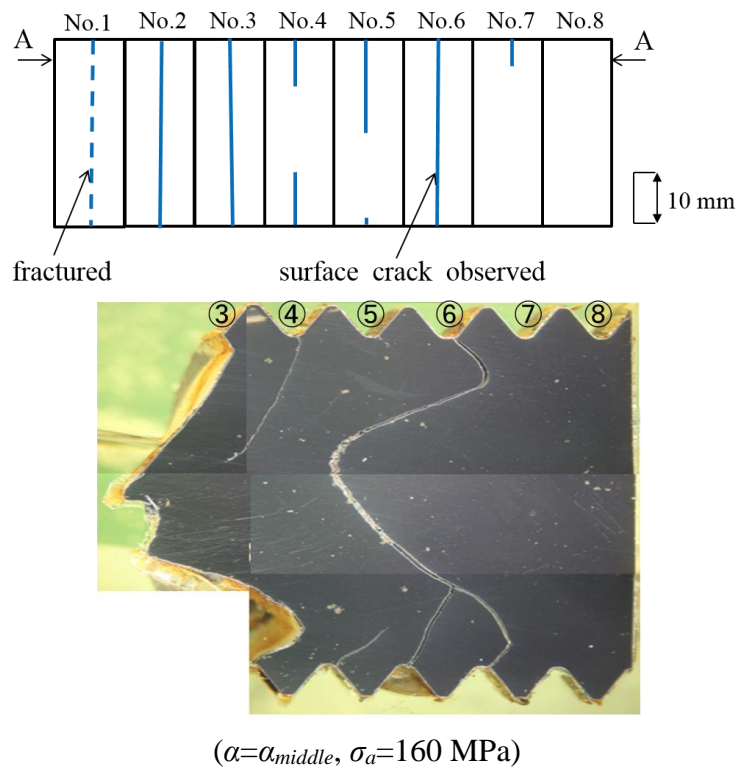 No.1 No.2 No.3 No.4 No.5 No.6 No.7 No.8
A A
10 mm
fractured surface crack observed
③ ④ ⑤ ⑥ ⑦ ⑧
(α=αmiddle, σa=160 MPa)